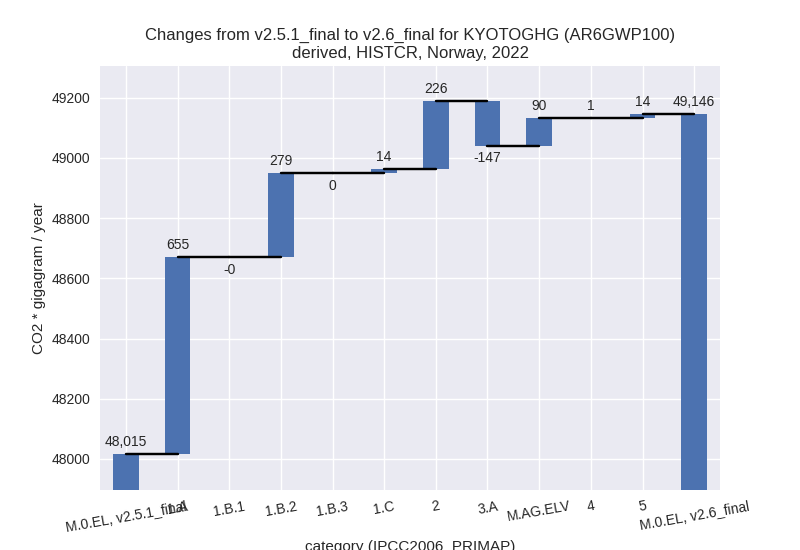 Changes from v2.5.1_final to v2.6_final for KYOTOGHG (AR6GWP100)
derived, HISTCR, Norway, 2022
CO2 * gigagram / year
49200
49000
48800
48600
48400
48200
48000
48,015
655
-0
279
0
14
226
-147
90
1
14
49,146
M.0.EL, v2.5.1_final
1.A
1.B.1
1.B.2
1.B.3
1.C
2
3.A
M.AG.ELV
4
5
M.0.EL, v2.6_final
category (IPCC2006_PRIMAP)